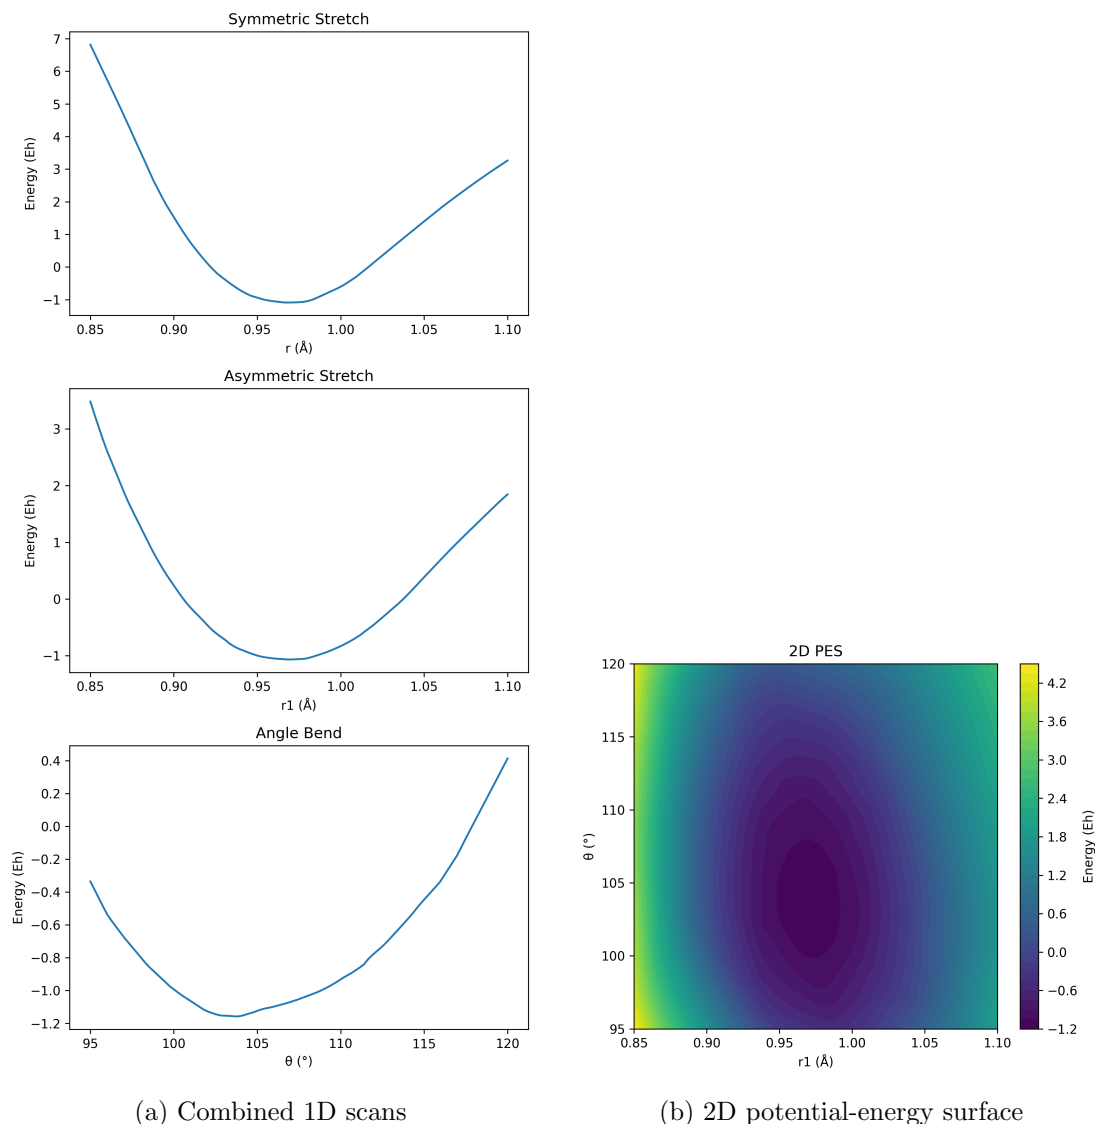 Symmetric Stretch
7
6
5
4
3
2
1
0
−1
Energy (Eh)
0.85 0.90 0.95 1.00 1.05 1.10
r (Å)
Asymmetric Stretch
3
2
1
0
−1
Energy (Eh)
0.85 0.90 0.95 1.00 1.05 1.10
r1 (Å)
Angle Bend
0.4
0.2
0.0
−0.2
−0.4
−0.6
−0.8
−1.0
−1.2
Energy (Eh)
95 100 105 110 115 120
θ (°)
(a) Combined 1D scans
2D PES
120
115
110
105
100
95
θ (°)
0.85 0.90 0.95 1.00 1.05 1.10
r1 (Å)
4.2
3.6
3.0
2.4
1.8
1.2
0.6
0.0
−0.6
−1.2
Energy (Eh)
(b) 2D potential-energy surface